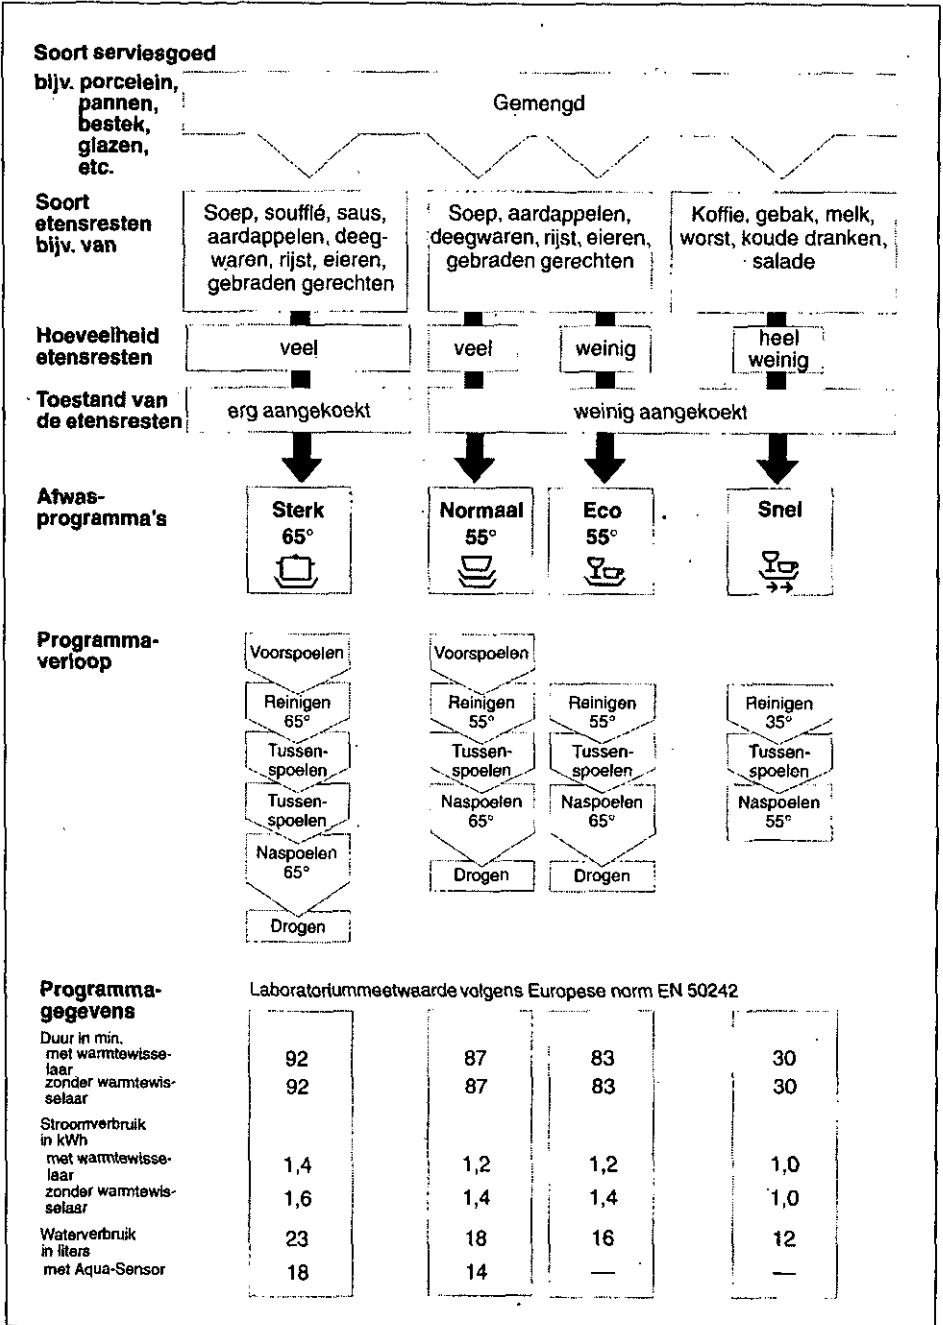 Soort serviesgoed
bijv. porcelein,
pannen,
bestek,
glazen,
etc.
Gemengd
Soort
etensresten
bijv. van
Soep, soufflé, saus,
aardappelen, deeg-
waren, rijst, eieren,
gebraden gerechten
Soep, aardappelen,
deegwaren, rijst, eieren,
gebraden gerechten
Koffie, gebak, melk,
worst, koude dranken,
salade
Hoeveelheid
etensresten
veel
veel
weinig
heel
weinig
Toestand van
de etensresten
erg aangekoekt
weinig aangekoekt
Afwas-
programma's
Sterk
65°
Normaal
55°
Eco
55°
Snel
Programma-
verloop
Voorspoelen
Reinigen
65°
Tussen-
spoelen
Tussen-
spoelen
Naspoelen
65°
Drogen
Voorspoelen
Reinigen
55°
Tussen-
spoelen
Naspoelen
65°
Drogen
Reinigen
55°
Tussen-
spoelen
Naspoelen
65°
Drogen
Reinigen
35°
Tussen-
spoelen
Naspoelen
55°
Programma-
gegevens
Laboratoriummeetwaarde volgens Europese norm EN 50242
Duur in min.
met warmtewisse-
laar
92 87 83 30
zonder warmtewis-
selaar
92 87 83 30
Stroomverbruik
in kWh
met warmtewisse-
laar
1,4 1,2 1,2 1,0
zonder warmtewis-
selaar
1,6 1,4 1,4 1,0
Waterverbruik
in liters
23 18 16 12
met Aqua-Sensor
18 14 — —